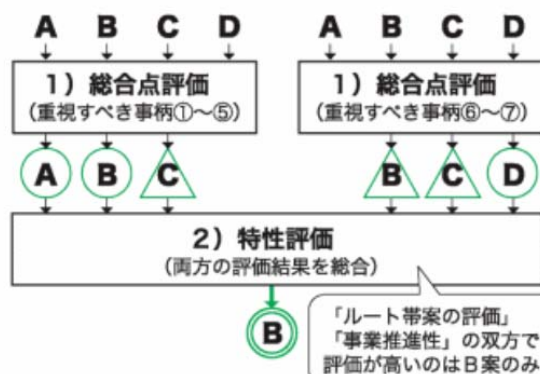 A B C D
1）総合点評価
（重視すべき事柄①～⑤）
A B C
A B C D
1）総合点評価
（重視すべき事柄⑥～⑦）
B C D
2）特性評価
（両方の評価結果を総合）
B
「ルート帯案の評価」
「事業推進性」の双方で
評価が高いのはB案のみ